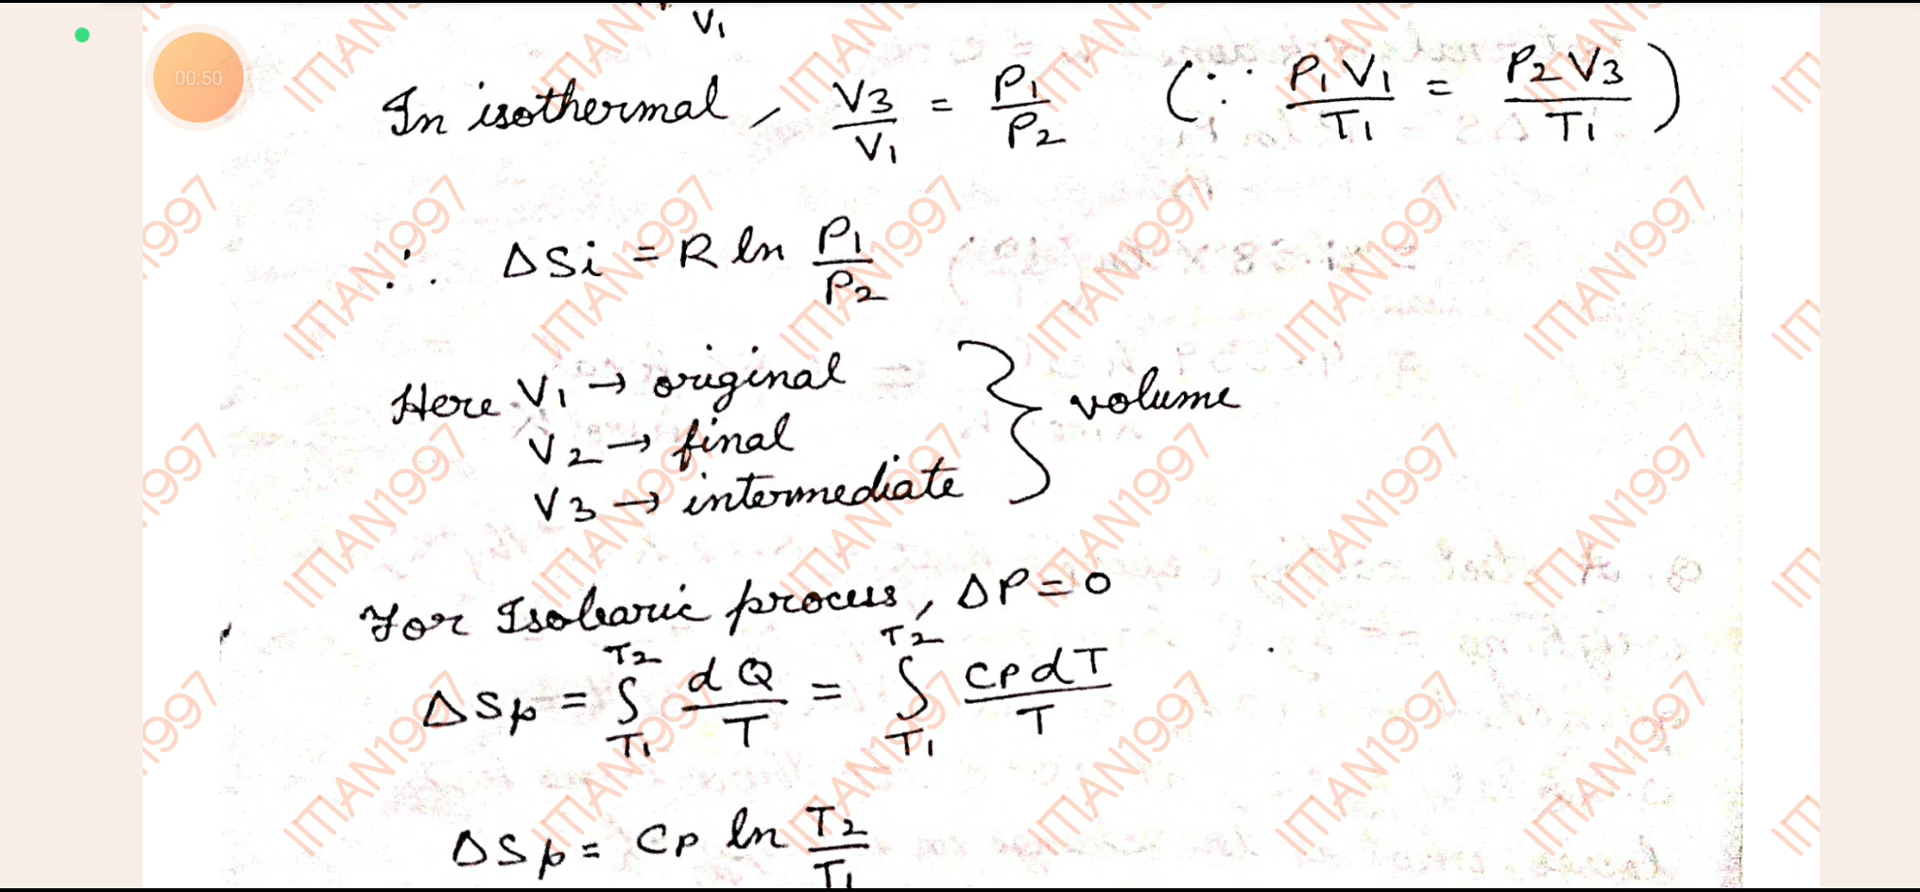 V1
00:50
In isothermal, V3/V1 = P1/P2 (∵ P1V1/T1 = P2V3/T1)
∴ ΔSi = R ln P1/P2
Here V1 → original
V2 → final
V3 → intermediate } volume
For Isobaric process, ΔP = 0
ΔSp = ∫T1T2 dQ/T = ∫T1T2 CpdT/T
ΔSp = Cp ln T2/T1
IMAN1997